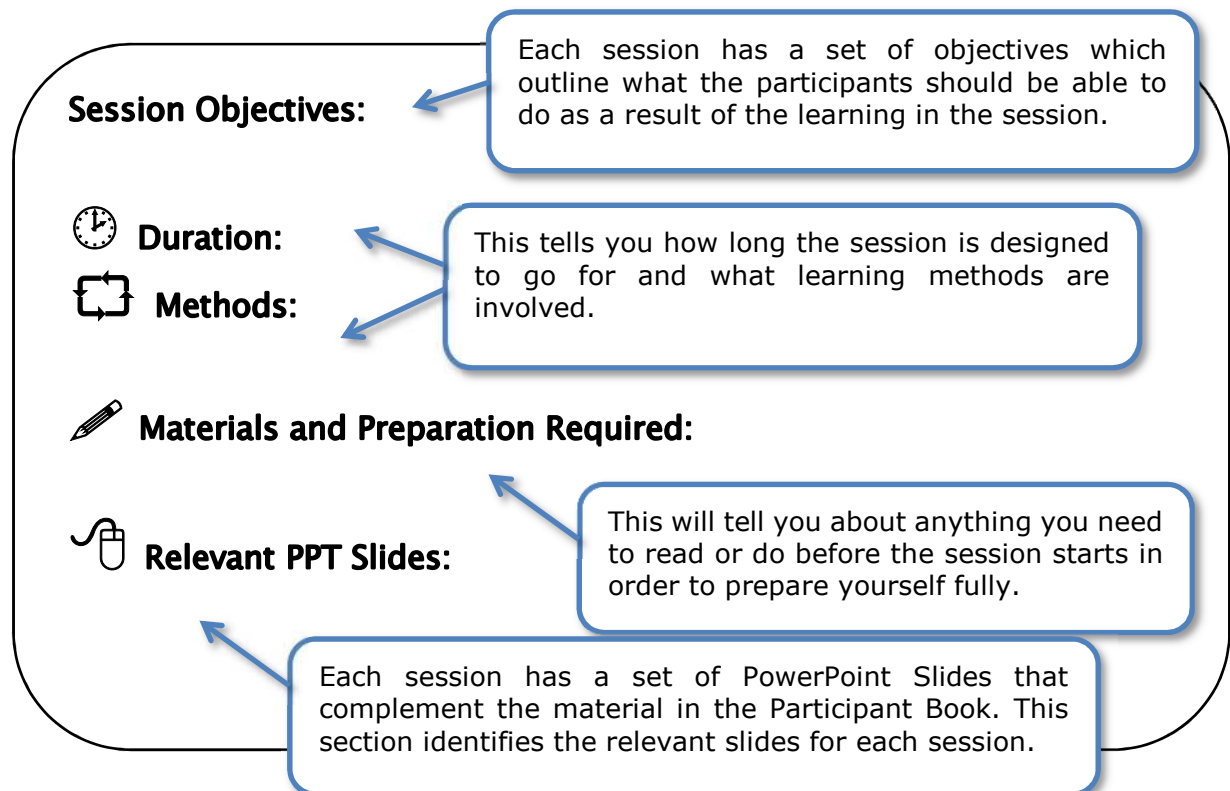 Each session has a set of objectives which
outline what the participants should be able to
do as a result of the learning in the session.
Session Objectives:
Duration:
Methods:
This tells you how long the session is designed
to go for and what learning methods are
involved.
Materials and Preparation Required:
This will tell you about anything you need
to read or do before the session starts in
order to prepare yourself fully.
Relevant PPT Slides:
Each session has a set of PowerPoint Slides that
complement the material in the Participant Book. This
section identifies the relevant slides for each session.